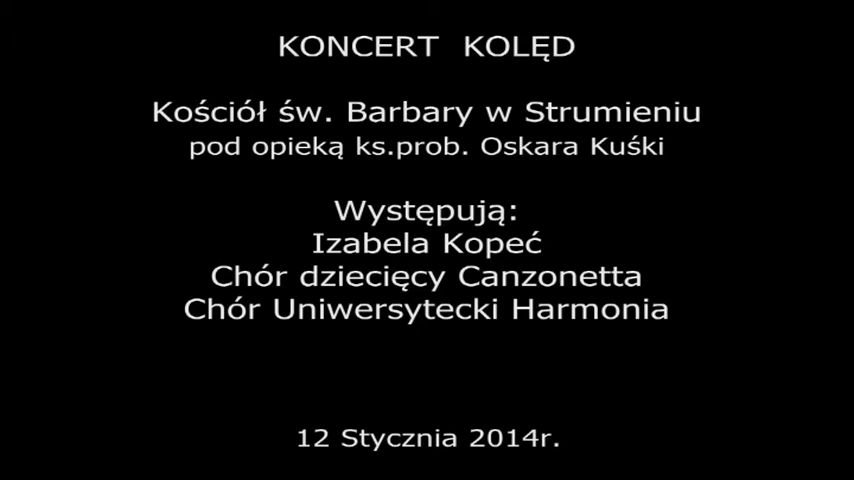 KONCERT KOLĘD
Kościół św. Barbary w Strumieniu
pod opieką ks.prob. Oskara Kuśki
Występują:
Izabela Kopeć
Chór dziecięcy Canzonetta
Chór Uniwersytecki Harmonia
12 Stycznia 2014r.